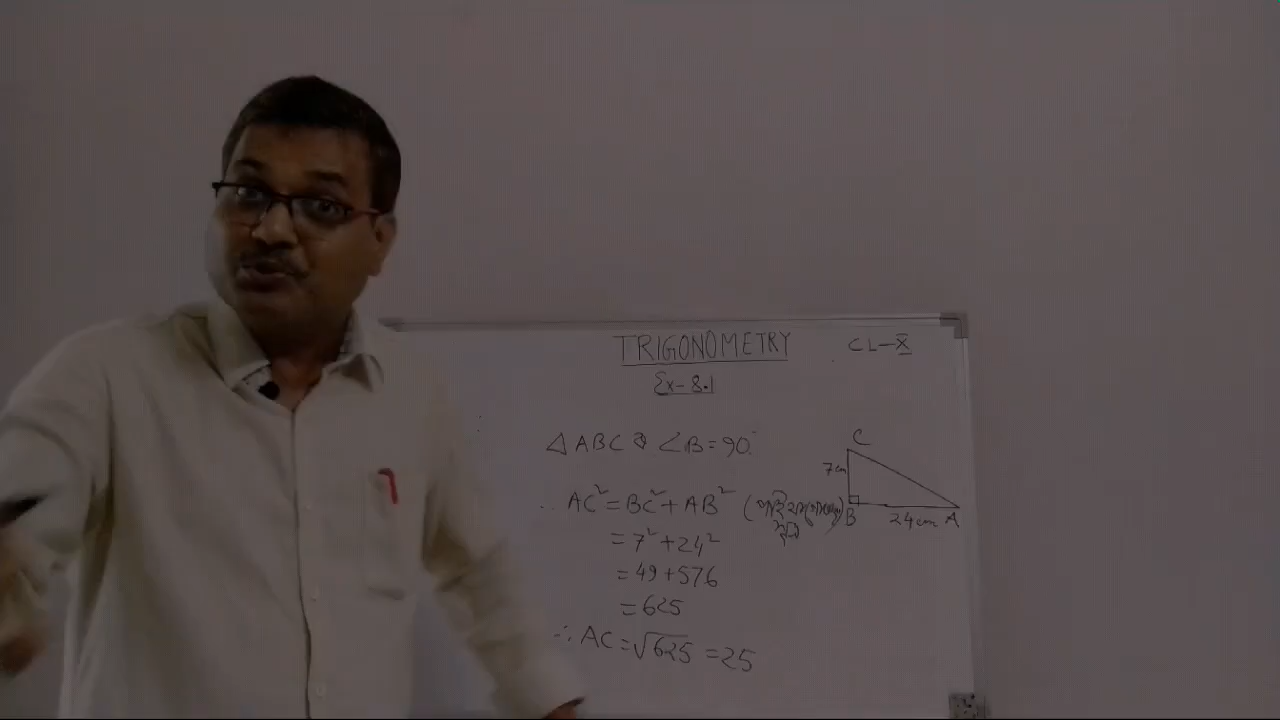 TRIGONOMETRY CL-X
Ex-8.1
△ABC ∠B=90°
∴ AC²=BC²+AB² (
=7²+24²
=49+576
=625
∴ AC=√625 =25
C
7cm
B 24cm A